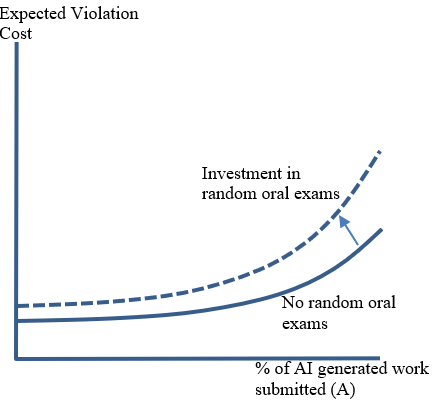 Expected Violation
Cost
Investment in
random oral exams
No random oral
exams
% of AI generated work
submitted (A)